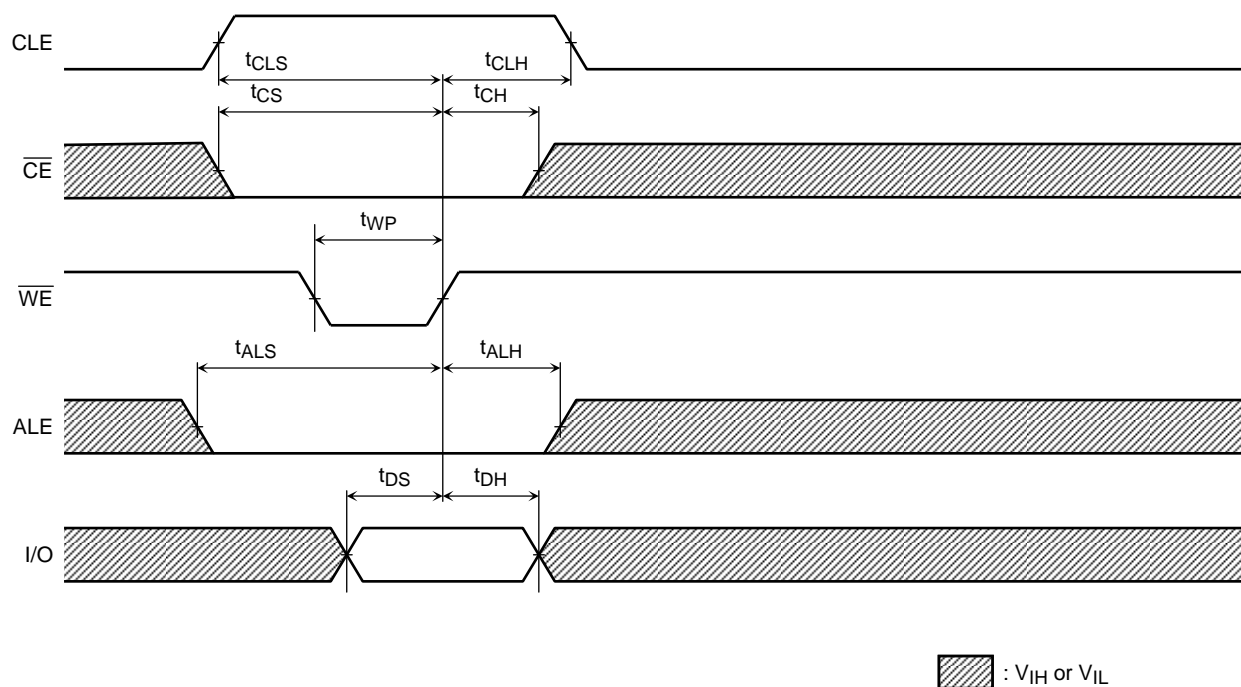 CLE
tCLS
tCLH
tCS
tCH
CE
tWP
WE
tALS
tALH
ALE
tDS
tDH
I/O
: VIH or VIL